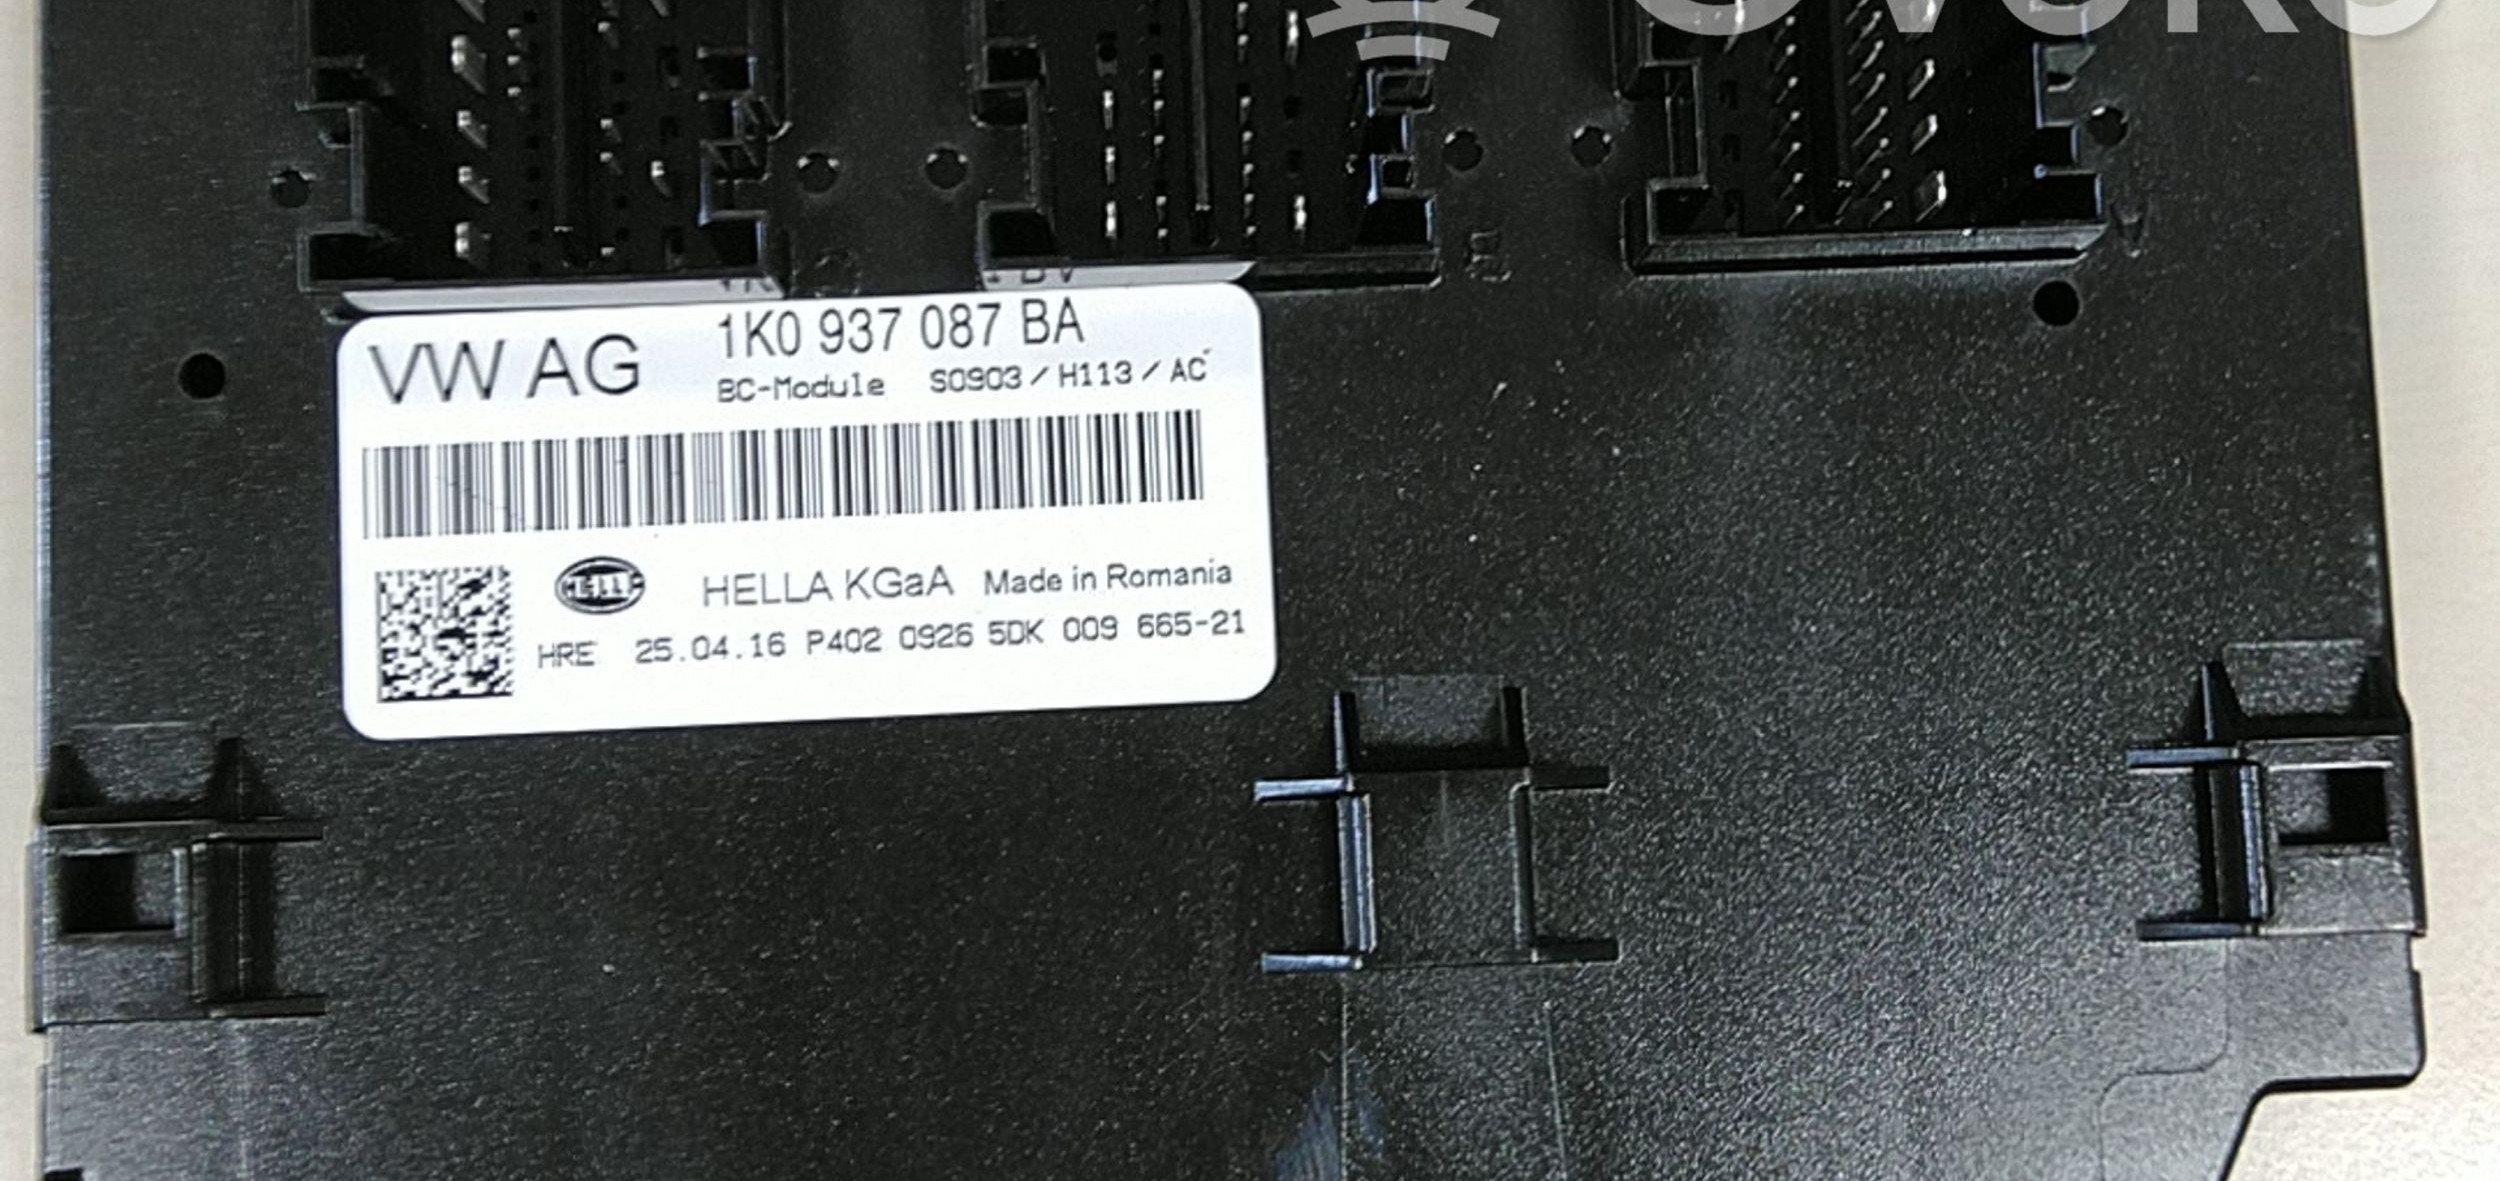 1K0 937 087 BA
VW AG
BC-Module S0903/H113/AC
HELLA
HELLA KGaA Made in Romania
HRE 25.04.16 P402 0926 5DK 009 665-21
B
A